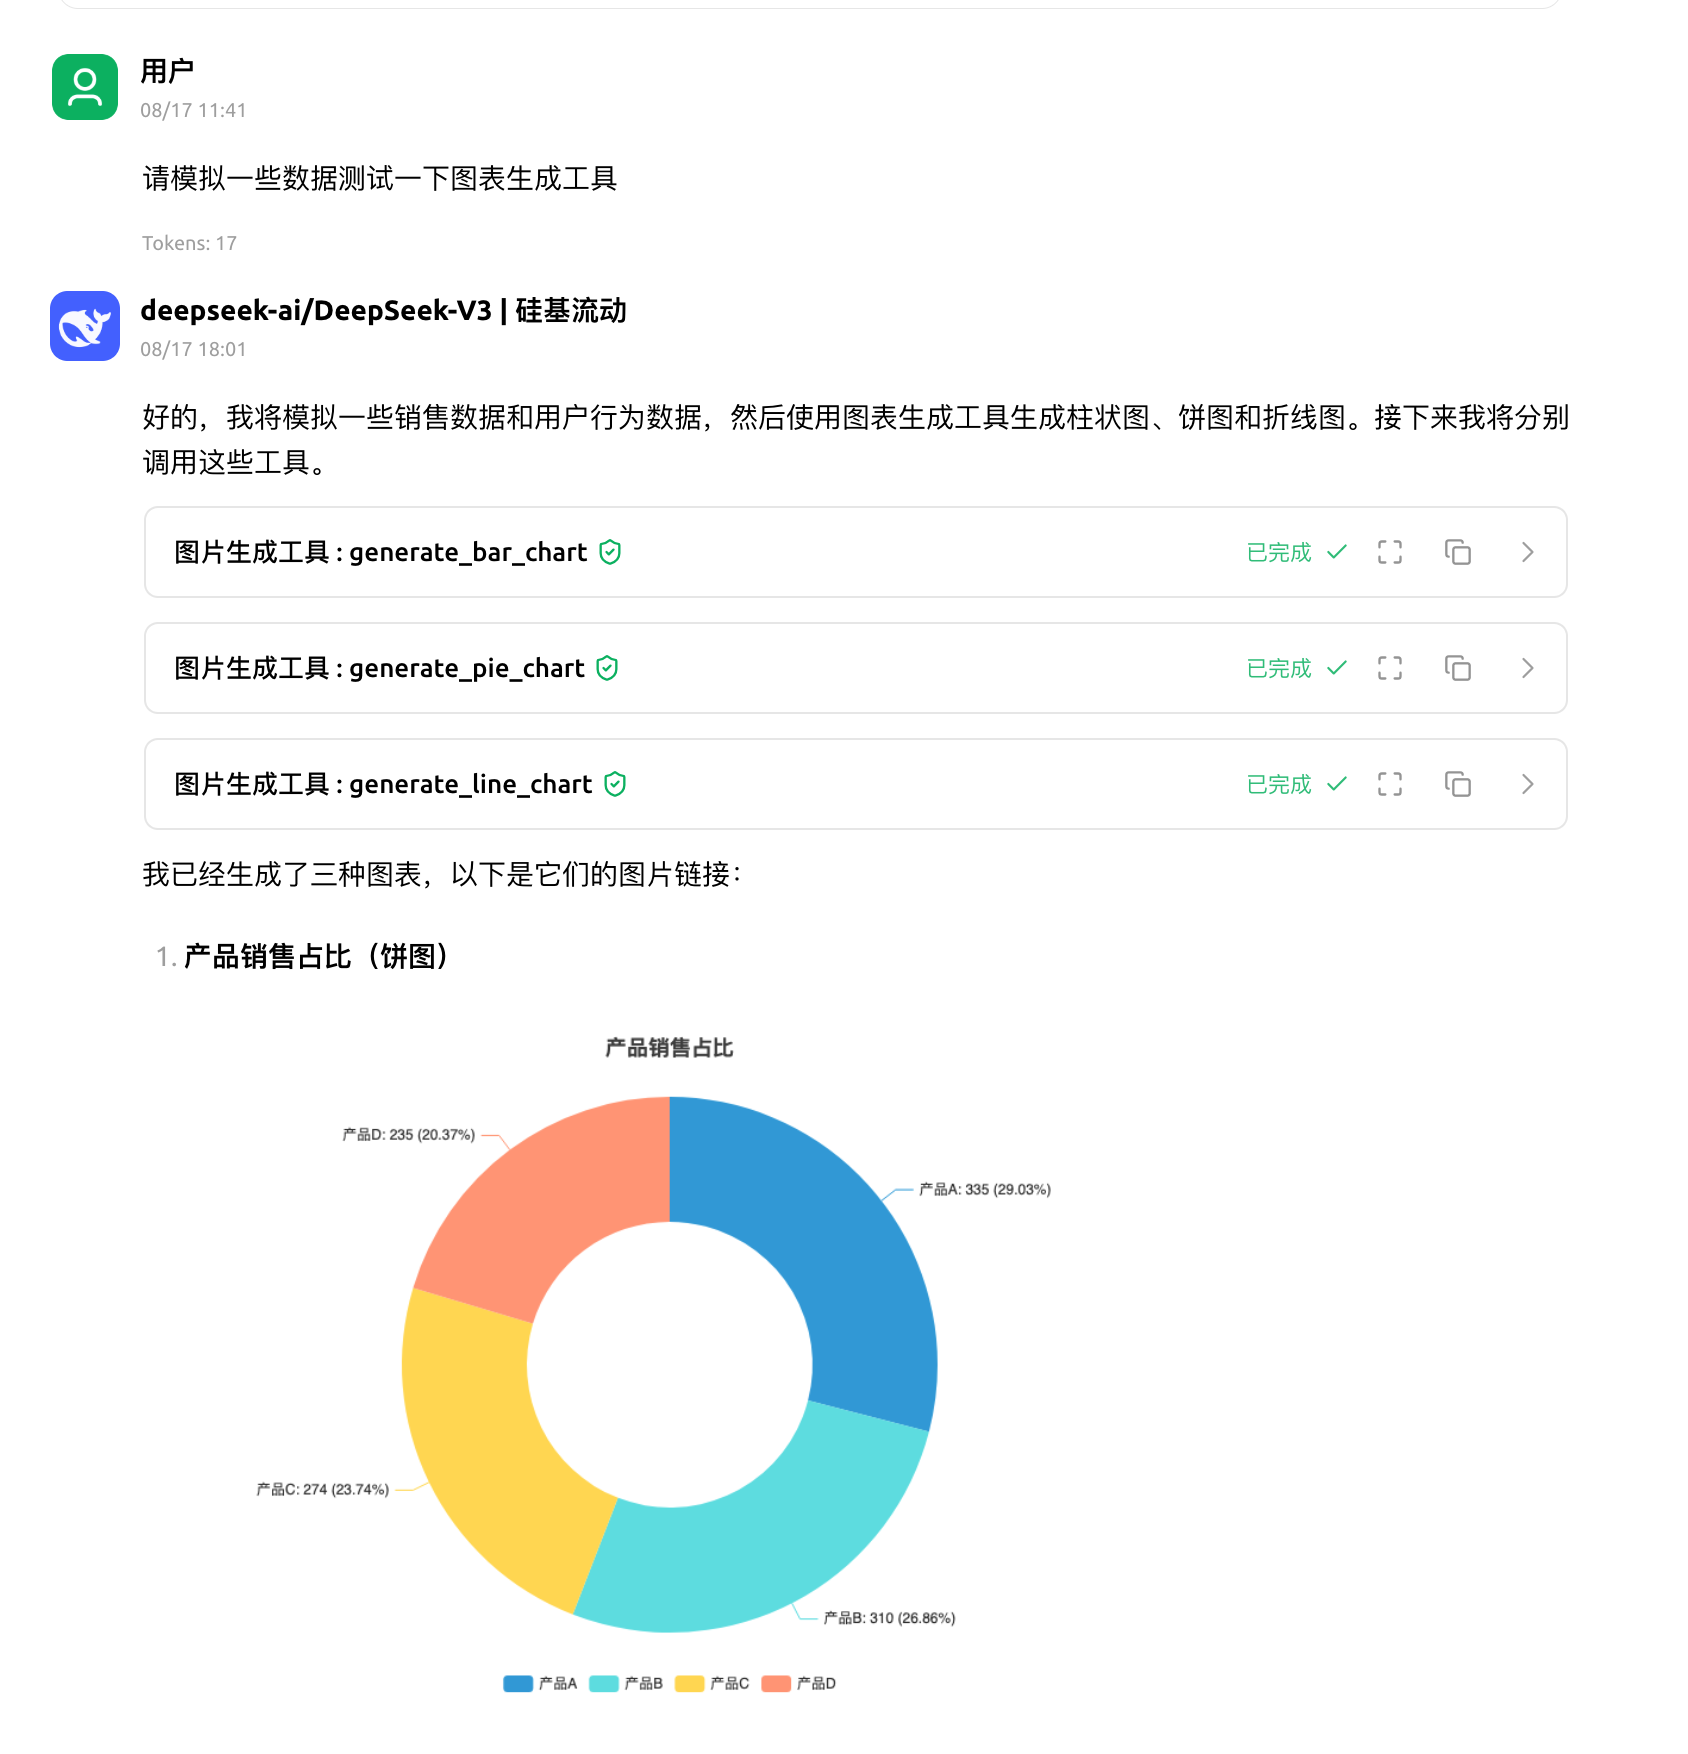 用户
08/17 11:41
请模拟一些数据测试一下图表生成工具
Tokens: 17
deepseek-ai/DeepSeek-V3 | 硅基流动
08/17 18:01
好的，我将模拟一些销售数据和用户行为数据，然后使用图表生成工具生成柱状图、饼图和折线图。接下来我将分别
调用这些工具。
图片生成工具 : generate_bar_chart 已完成
图片生成工具 : generate_pie_chart 已完成
图片生成工具 : generate_line_chart 已完成
我已经生成了三种图表，以下是它们的图片链接：
1. 产品销售占比（饼图）
产品销售占比
产品D: 235 (20.37%)
产品A: 335 (29.03%)
产品C: 274 (23.74%)
产品B: 310 (26.86%)
产品A 产品B 产品C 产品D